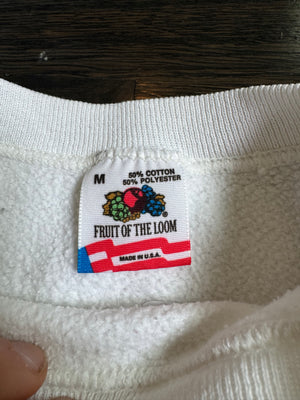 M
50% COTTON
50% POLYESTER
FRUIT OF THE LOOM
MADE IN U.S.A.